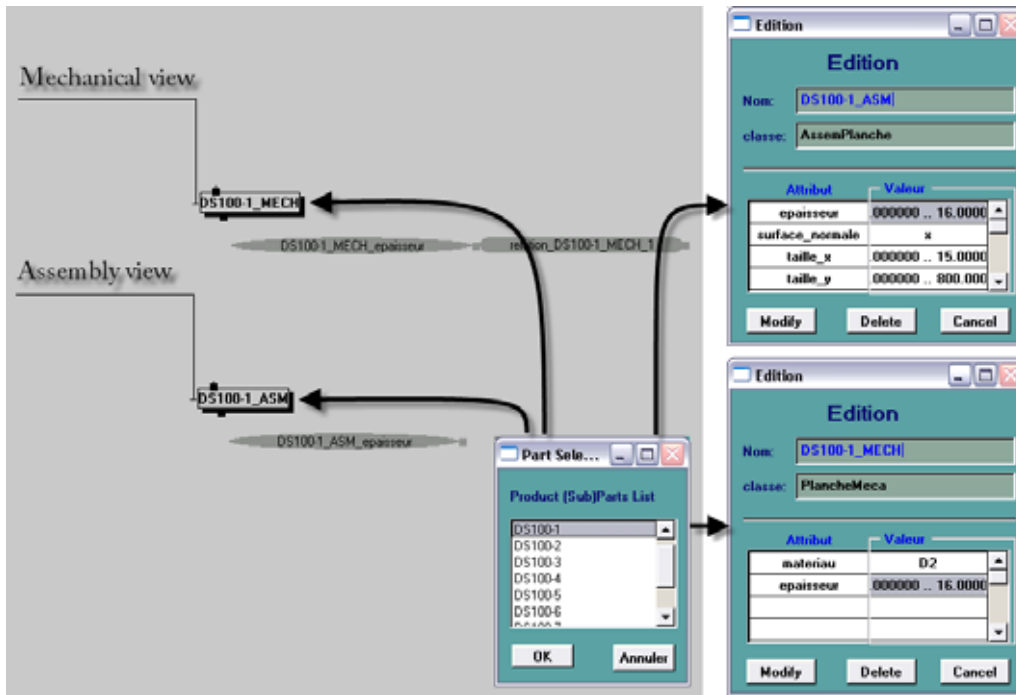 Mechanical view
DS100-1_MECH
DS100-1_MECH_epaisseur
relation_DS100-1_MECH_1
Assembly view
DS100-1_ASM
DS100-1_ASM_epaisseur
Part Sele...
Product (Sub)Parts List
DS100-1
DS100-2
DS100-3
DS100-4
DS100-5
DS100-6
DS100-7
OK Annuler
Edition
Edition
Nom: DS100-1_ASM
classe: AssemPlanche
Attribut Valeur
epaisseur .000000 .. 16.0000
surface_normale x
taille_x .000000 .. 15.0000
taille_y .000000 .. 800.000
Modify Delete Cancel
Edition
Edition
Nom: DS100-1_MECH
classe: PlancheMeca
Attribut Valeur
materiau D2
epaisseur .000000 .. 16.0000
Modify Delete Cancel